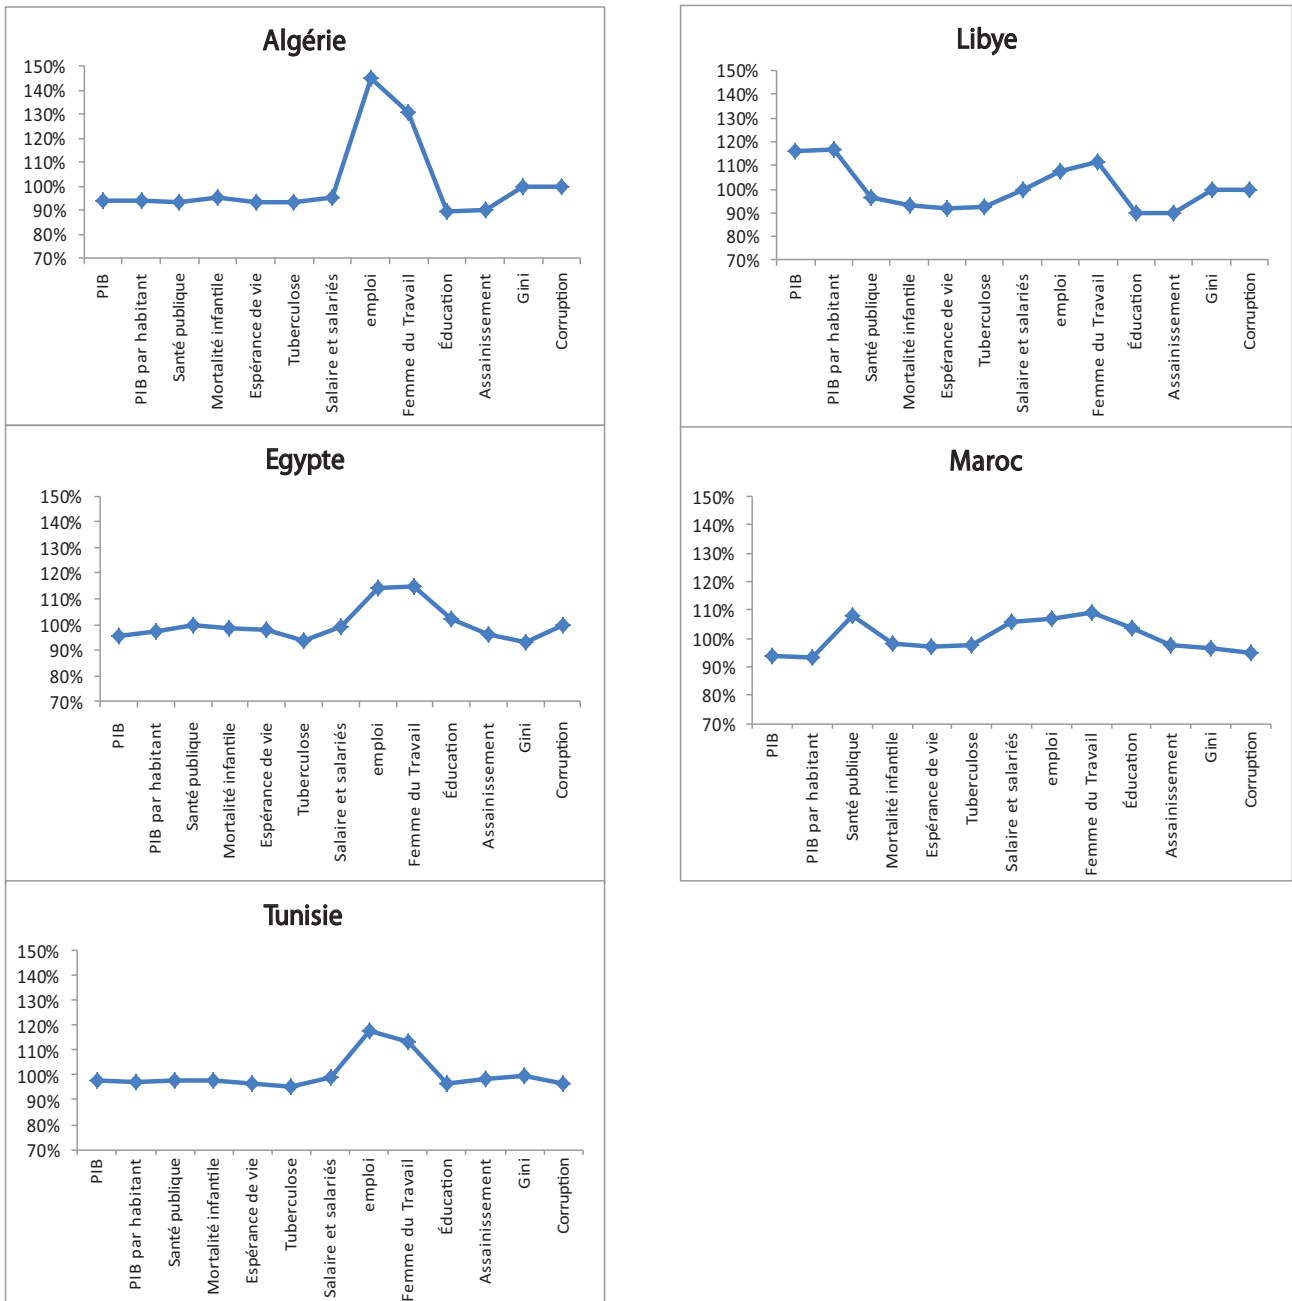 Algérie
150%
140%
130%
120%
110%
100%
90%
80%
70%
PIB
PIB par habitant
Santé publique
Mortalité infantile
Espérance de vie
Tuberculose
Salaire et salariés
emploi
Femme du Travail
Éducation
Assainissement
Gini
Corruption
Libye
150%
140%
130%
120%
110%
100%
90%
80%
70%
PIB
PIB par habitant
Santé publique
Mortalité infantile
Espérance de vie
Tuberculose
Salaire et salariés
emploi
Femme du Travail
Éducation
Assainissement
Gini
Corruption
Egypte
150%
140%
130%
120%
110%
100%
90%
80%
70%
PIB
PIB par habitant
Santé publique
Mortalité infantile
Espérance de vie
Tuberculose
Salaire et salariés
emploi
Femme du Travail
Éducation
Assainissement
Gini
Corruption
Maroc
150%
140%
130%
120%
110%
100%
90%
80%
70%
PIB
PIB par habitant
Santé publique
Mortalité infantile
Espérance de vie
Tuberculose
Salaire et salariés
emploi
Femme du Travail
Éducation
Assainissement
Gini
Corruption
Tunisie
150%
140%
130%
120%
110%
100%
90%
80%
70%
PIB
PIB par habitant
Santé publique
Mortalité infantile
Espérance de vie
Tuberculose
Salaire et salariés
emploi
Femme du Travail
Éducation
Assainissement
Gini
Corruption